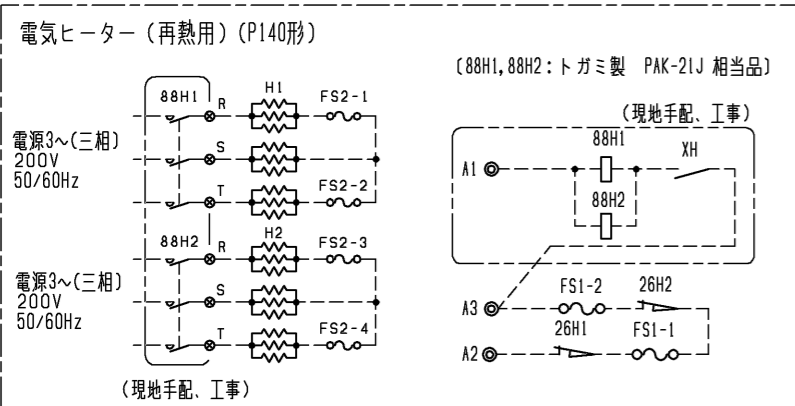 電気ヒーター(再熱用)(P140形)
〔88H1,88H2:トガミ製 PAK-21J 相当品〕
88H1
R
H1
FS2-1
電源3~(三相)
200V
50/60Hz
S
T
FS2-2
88H2
R
H2
FS2-3
電源3~(三相)
200V
50/60Hz
S
T
FS2-4
(現地手配、工事)
(現地手配、工事)
88H1
XH
A1
88H2
A3
FS1-2
26H2
A2
26H1
FS1-1